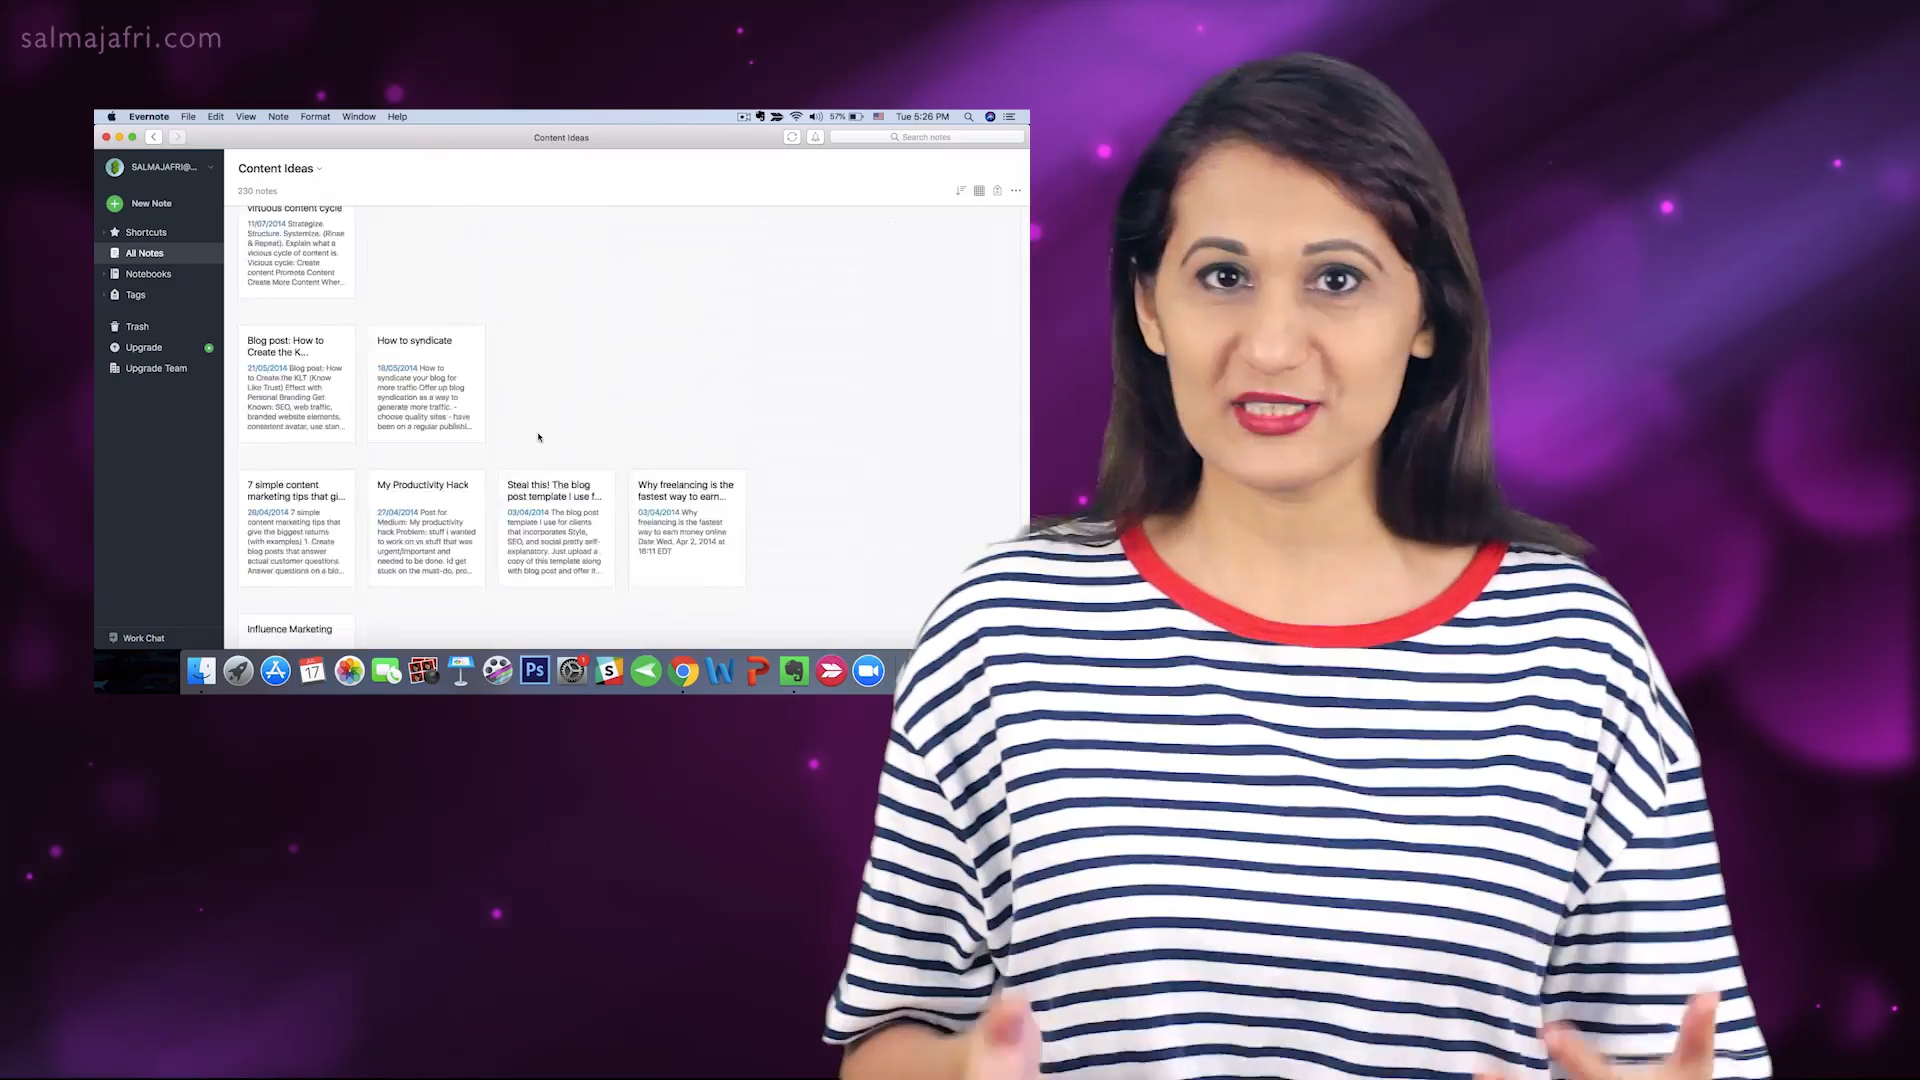 salmajafri.com
Evernote File Edit View Note Format Window Help
57% Tue 5:26 PM
Content Ideas
Search notes
SALMAJAFRI@...
New Note
Shortcuts
All Notes
Notebooks
Tags
Trash
Upgrade
Upgrade Team
Work Chat
Content Ideas
230 notes
virtuous content cycle
11/07/2014 Strategize.
Structure. Systemize. (Rinse
& Repeat). Explain what a
vicious cycle of content is.
Vicious cycle: Create
content Promote Content
Create More Content Wher...
Blog post: How to
Create the K...
21/05/2014 Blog post: How
to Create the KLT (Know
Like Trust) Effect with
Personal Branding Get
Known: SEO, web traffic,
branded website elements,
consistent avatar, use stan...
How to syndicate
18/05/2014 How to
syndicate your blog for
more traffic Offer up blog
syndication as a way to
generate more traffic. -
choose quality sites - have
been on a regular publishi...
7 simple content
marketing tips that gi...
28/04/2014 7 simple
content marketing tips that
give the biggest returns
(with examples) 1. Create
blog posts that answer
actual customer questions.
Answer questions on a blo...
My Productivity Hack
27/04/2014 Post for
Medium: My productivity
hack Problem: stuff i wanted
to work on vs stuff that was
urgent/important and
needed to be done. Id get
stuck on the must-do, pro...
Steal this! The blog
post template I use f...
03/04/2014 The blog post
template I use for clients
that incorporates Style,
SEO, and social pretty self-
explanatory. Just upload a
copy of this template along
with blog post and offer it...
Why freelancing is the
fastest way to earn...
03/04/2014 Why
freelancing is the fastest
way to earn money online
Date Wed, Apr 2, 2014 at
16:11 EDT
Influence Marketing
JUL
17
Ps
1
S
W
P